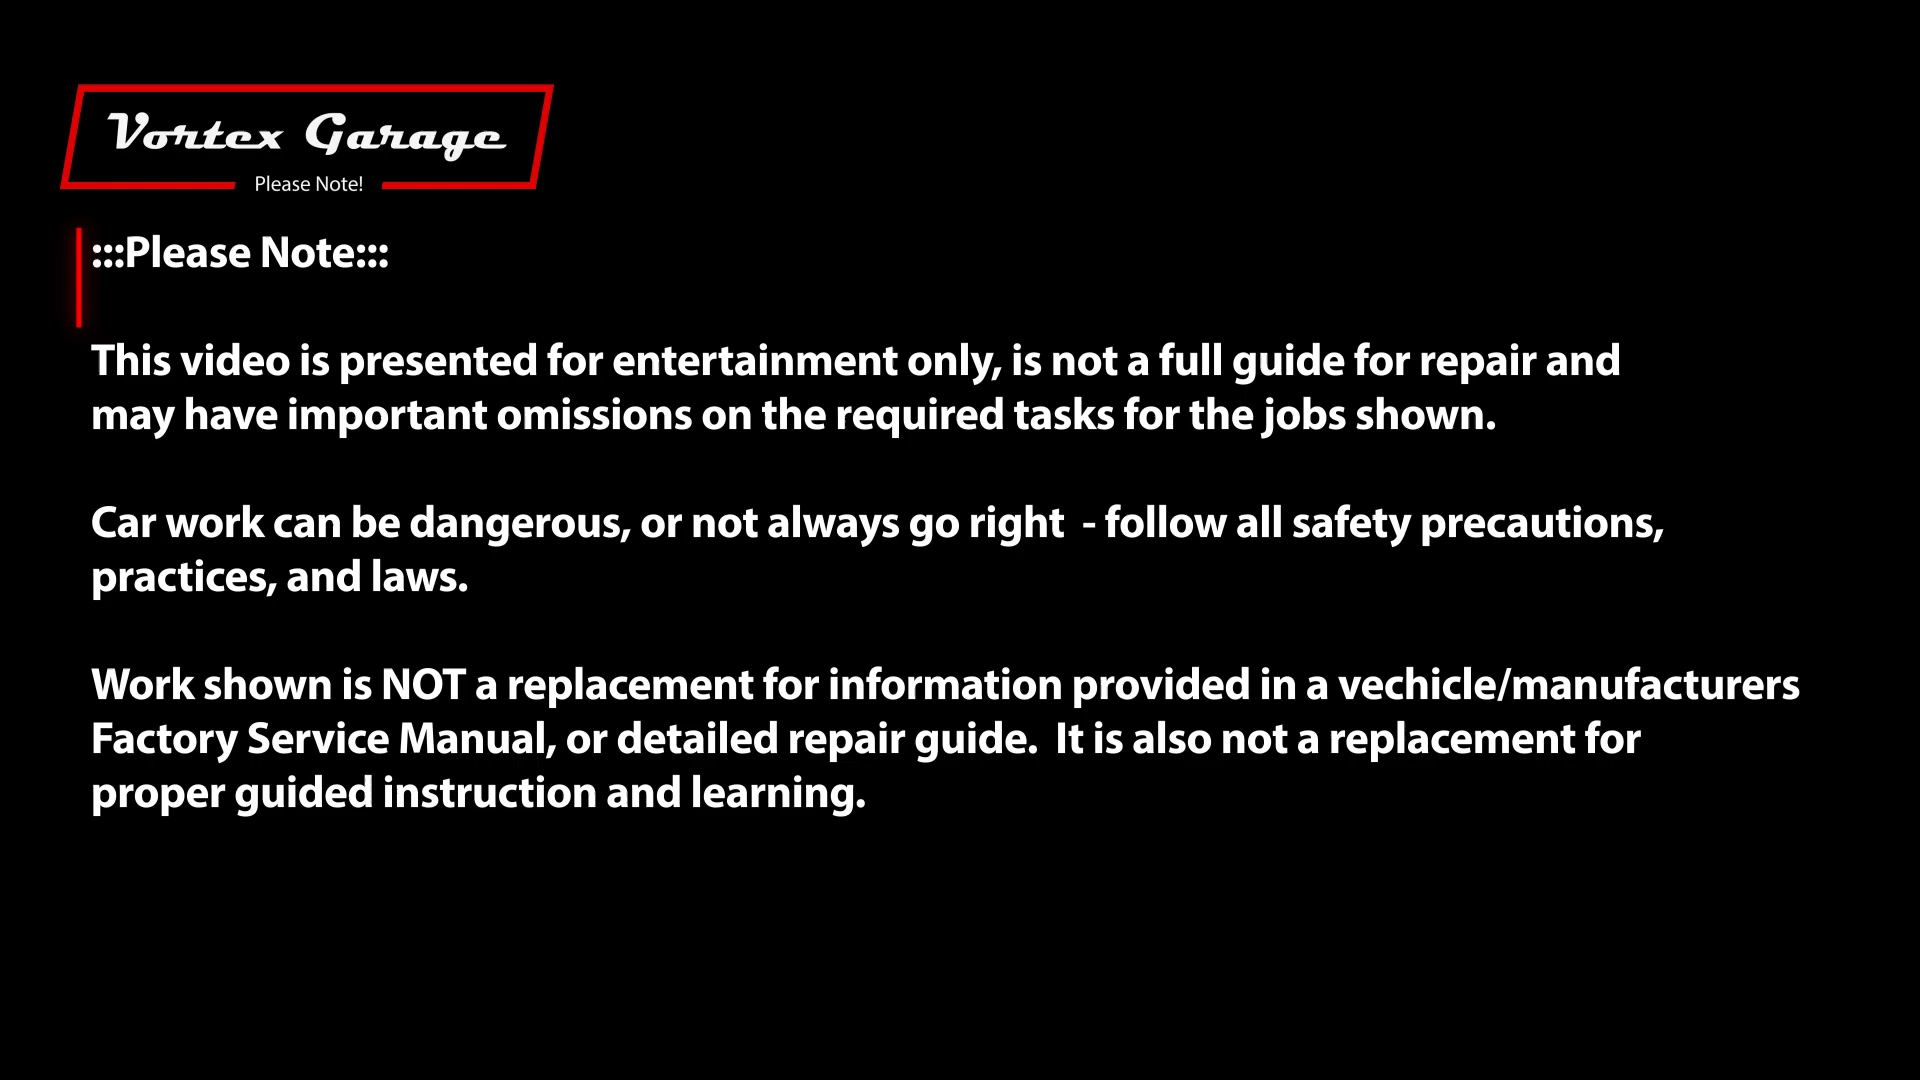 Vortex Garage
Please Note!
:::Please Note:::
This video is presented for entertainment only, is not a full guide for repair and
may have important omissions on the required tasks for the jobs shown.
Car work can be dangerous, or not always go right  - follow all safety precautions,
practices, and laws.
Work shown is NOT a replacement for information provided in a vechicle/manufacturers
Factory Service Manual, or detailed repair guide.  It is also not a replacement for
proper guided instruction and learning.